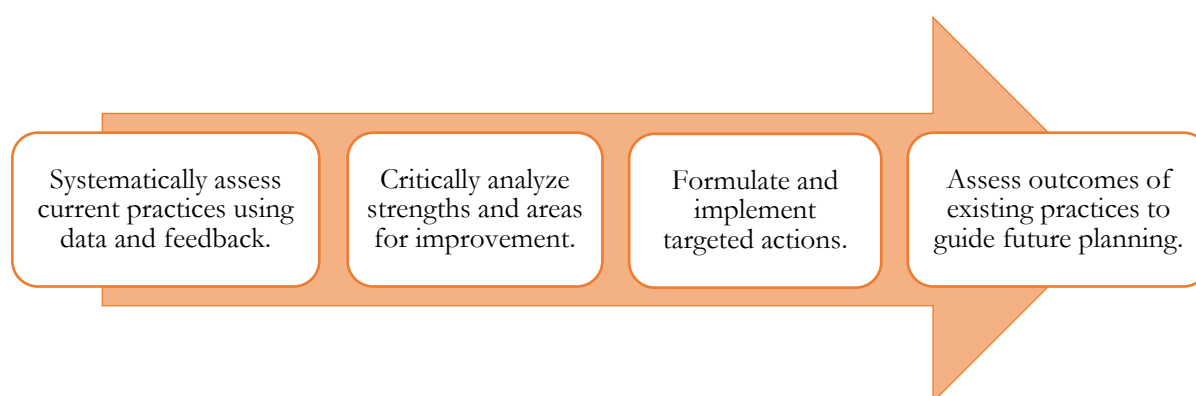 Systematically assess
current practices using
data and feedback.
Critically analyze
strengths and areas
for improvement.
Formulate and
implement
targeted actions.
Assess outcomes of
existing practices to
guide future planning.